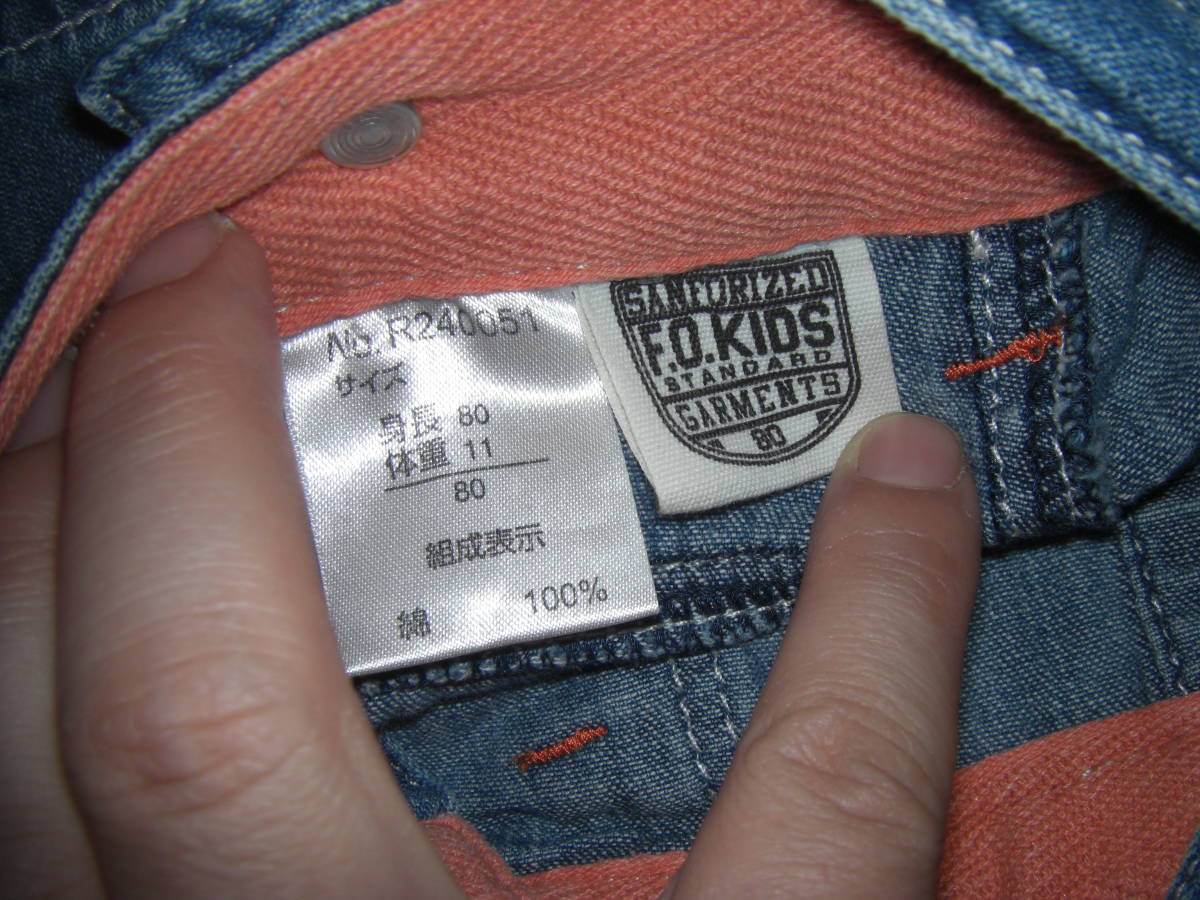 No.R240051
サイズ
身長 80
体重 11
80
組成表示
綿 100%
SANFORIZED
F.O.KIDS
STANDARD
GARMENTS
80